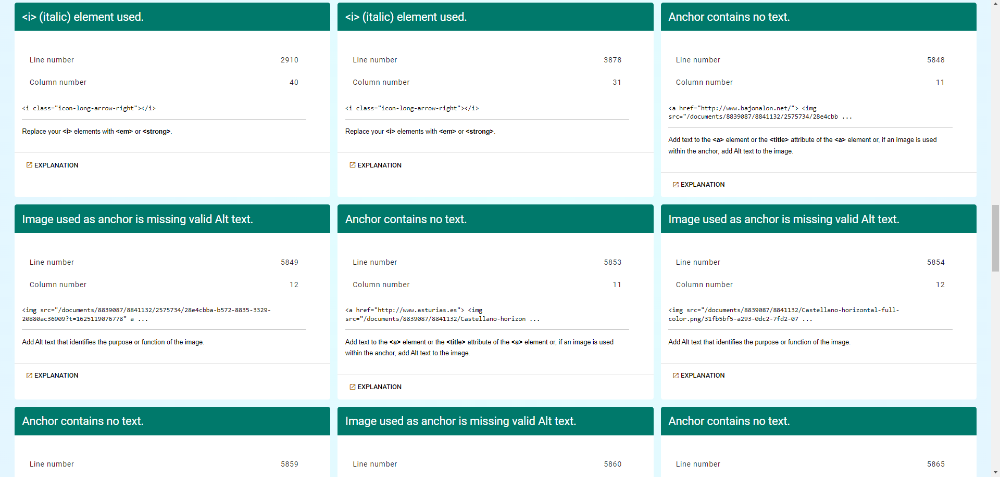 <i> (italic) element used.
Line number 2910
Column number 40
<i class="icon-long-arrow-right"></i>
Replace your <i> elements with <em> or <strong>.
EXPLANATION
<i> (italic) element used.
Line number 3878
Column number 31
<i class="icon-long-arrow-right"></i>
Replace your <i> elements with <em> or <strong>.
EXPLANATION
Anchor contains no text.
Line number 5848
Column number 11
<a href="http://www.bajonalon.net/"> <img
src="/documents/8839087/8841132/2575734/28e4cbb ...
Add text to the <a> element or the <title> attribute of the <a> element or, if an image is used
within the anchor, add Alt text to the image.
EXPLANATION
Image used as anchor is missing valid Alt text.
Line number 5849
Column number 12
<img src="/documents/8839087/8841132/2575734/28e4cbba-b572-8835-3329-
20880ac36909?t=1625119076778" a ...
Add Alt text that identifies the purpose or function of the image.
EXPLANATION
Anchor contains no text.
Line number 5853
Column number 11
<a href="http://www.asturias.es"> <img
src="/documents/8839087/8841132/Castellano-horizon ...
Add text to the <a> element or the <title> attribute of the <a> element or, if an image is used
within the anchor, add Alt text to the image.
EXPLANATION
Image used as anchor is missing valid Alt text.
Line number 5854
Column number 12
<img src="/documents/8839087/8841132/Castellano-horizontal-full-
color.png/31fb5bf5-a293-0dc2-7fd2-07 ...
Add Alt text that identifies the purpose or function of the image.
EXPLANATION
Anchor contains no text.
Line number 5859
Image used as anchor is missing valid Alt text.
Line number 5860
Anchor contains no text.
Line number 5865